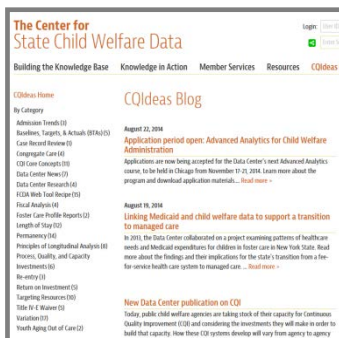 The Center for
State Child Welfare Data
Login:
Building the Knowledge Base Knowledge in Action Member Services Resources CQIdeas
CQIdeas Home
By Category
Admission Trends (3)
Baselines, Targets, & Actuals (BTAs) (5)
Case Record Review (1)
Congregate Care (4)
CQI Core Concepts (11)
Data Center News (7)
Data Center Research (4)
FCDA Web Tool Recipe (15)
Fiscal Analysis (4)
Foster Care Profile Reports (2)
Length of Stay (12)
Permanency (14)
Principles of Longitudinal Analysis (8)
Process, Quality, and Capacity
Investments (6)
Re-entry (3)
Return on Investment (5)
Targeting Resources (10)
Title IV-E Waiver (5)
Variation (17)
Youth Aging Out of Care (2)
CQIdeas Blog
August 22, 2014
Application period open: Advanced Analytics for Child Welfare
Administration
Applications are now being accepted for the Data Center's next Advanced Analytics
course, to be held in Chicago from November 17-21, 2014. Learn more about the
program and download application materials... Read more »
August 19, 2014
Linking Medicaid and child welfare data to support a transition
to managed care
In 2013, the Data Center collaborated on a project examining patterns of healthcare
needs and Medicaid expenditures for children in foster care in New York State. Read
more about the findings and their implications for the state's transition from a fee-
for-service health care system to managed care. ... Read more »
New Data Center publication on CQI
Today, public child welfare agencies are taking stock of their capacity for Continuous
Quality Improvement (CQI) and considering the investments they will make in order to
build that capacity. How these CQI systems develop will vary from agency to agency